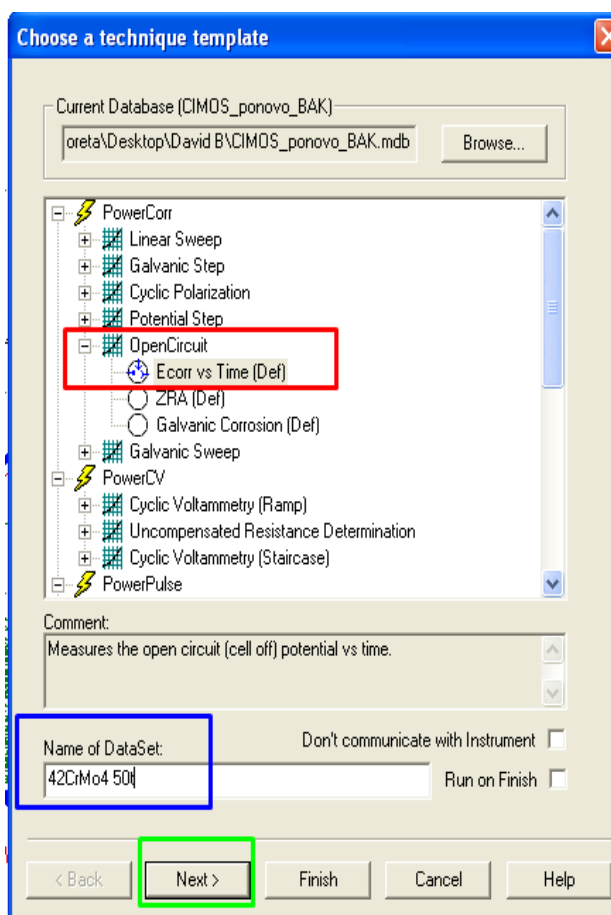 Choose a technique template
Current Database (CIMOS_ponovo_BAK)
oreta\Desktop\David B\CIMOS_ponovo_BAK.mdb
Browse...
PowerCorr
Linear Sweep
Galvanic Step
Cyclic Polarization
Potential Step
OpenCircuit
Ecorr vs Time (Def)
ZRA (Def)
Galvanic Corrosion (Def)
Galvanic Sweep
PowerCV
Cyclic Voltammetry (Ramp)
Uncompensated Resistance Determination
Cyclic Voltammetry (Staircase)
PowerPulse
Comment:
Measures the open circuit (cell off) potential vs time.
Name of DataSet:
Don't communicate with Instrument
42CrMo4 50t
Run on Finish
< Back
Next >
Finish
Cancel
Help